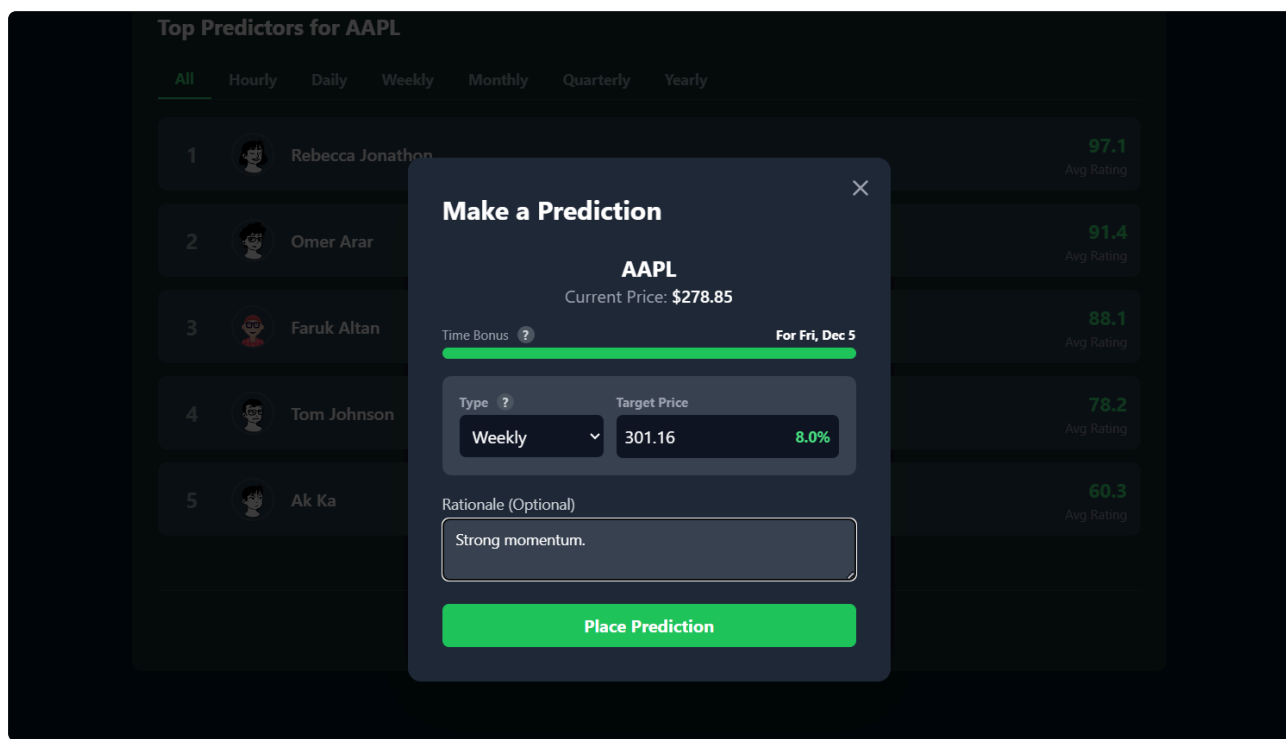 Top Predictors for AAPL
All Hourly Daily Weekly Monthly Quarterly Yearly
1 Rebecca Jonathon 97.1
Avg Rating
2 Omer Arar 91.4
Avg Rating
3 Faruk Altan 88.1
Avg Rating
4 Tom Johnson 78.2
Avg Rating
5 Ak Ka 60.3
Avg Rating
Make a Prediction
AAPL
Current Price: $278.85
Time Bonus ? For Fri, Dec 5
Type ? Target Price
Weekly 301.16 8.0%
Rationale (Optional)
Strong momentum.
Place Prediction